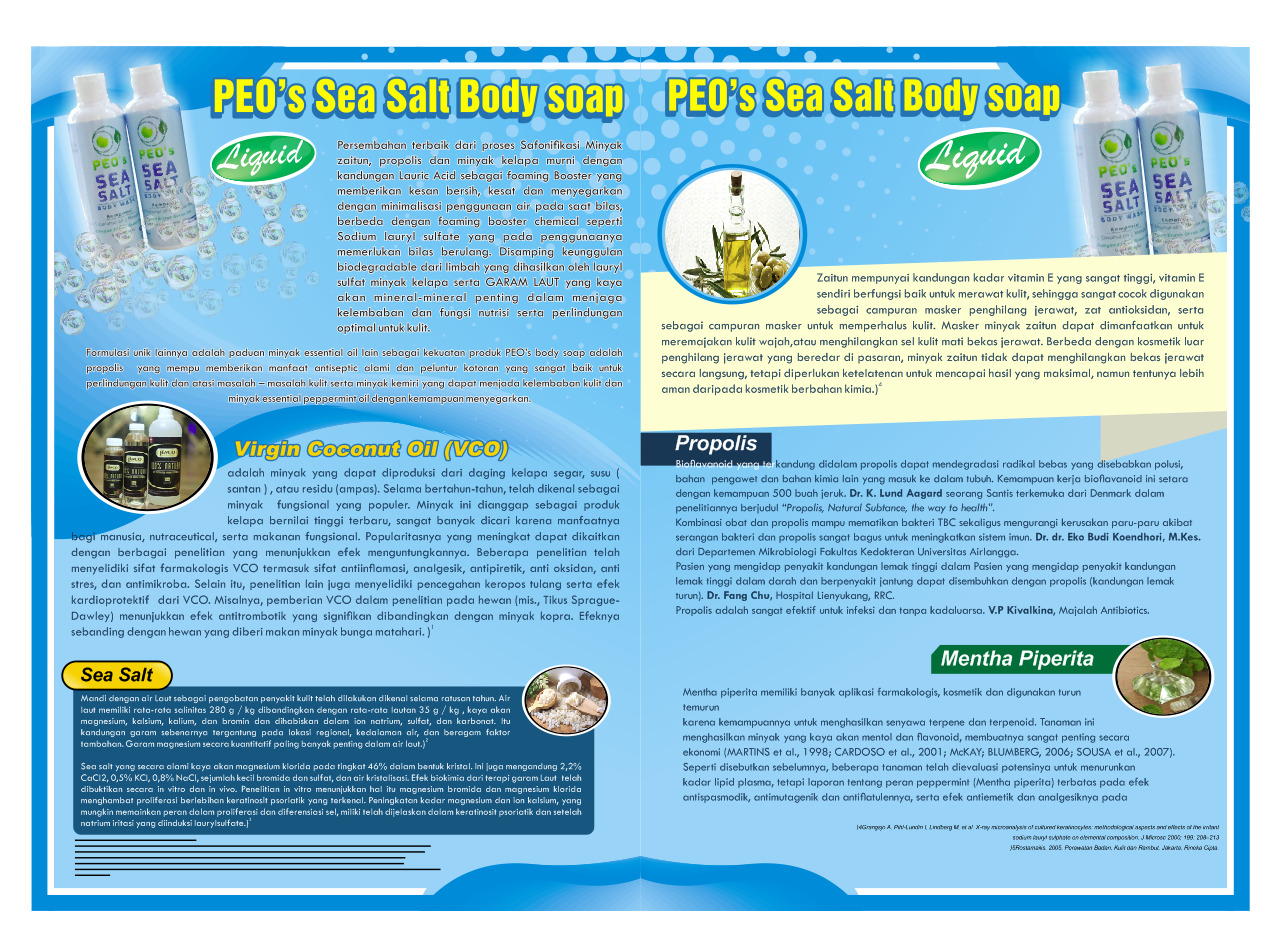 PEO's Sea Salt Body soap
Liquid
PEO's
SEA
SALT
BODY WASH
PEO's
SEA
SALT
Persembahan terbaik dari proses Safonifikasi Minyak
zaitun, propolis dan minyak kelapa murni dengan
kandungan Lauric Acid sebagai foaming Booster yang
memberikan kesan bersih, kesat dan menyegarkan
dengan minimalisasi penggunaan air pada saat bilas,
berbeda dengan foaming booster chemical seperti
Sodium lauryl sulfate yang pada penggunaanya
memerlukan bilas berulang. Disamping keunggulan
biodegradable dari limbah yang dihasilkan oleh lauryl
sulfat minyak kelapa serta GARAM LAUT yang kaya
akan mineral-mineral penting dalam menjaga
kelembaban dan fungsi nutrisi serta perlindungan
optimal untuk kulit.
Formulasi unik lainnya adalah paduan minyak essential oil lain sebagai kekuatan produk PEO's body soap adalah
propolis yang mempu memberikan manfaat antiseptic alami dan peluntur kotoran yang sangat baik untuk
perlindungan kulit dan atasi masalah – masalah kulit serta minyak kemiri yang dapat menjada kelembaban kulit dan
minyak essential peppermint oil dengan kemampuan menyegarkan.
Virgin Coconut Oil (VCO)
adalah minyak yang dapat diproduksi dari daging kelapa segar, susu (
santan ) , atau residu (ampas). Selama bertahun-tahun, telah dikenal sebagai
minyak fungsional yang populer. Minyak ini dianggap sebagai produk
kelapa bernilai tinggi terbaru, sangat banyak dicari karena manfaatnya
bagi manusia, nutraceutical, serta makanan fungsional. Popularitasnya yang meningkat dapat dikaitkan
dengan berbagai penelitian yang menunjukkan efek menguntungkannya. Beberapa penelitian telah
menyelidiki sifat farmakologis VCO termasuk sifat antiinflamasi, analgesik, antipiretik, anti oksidan, anti
stres, dan antimikroba. Selain itu, penelitian lain juga menyelidiki pencegahan keropos tulang serta efek
kardioprotektif dari VCO. Misalnya, pemberian VCO dalam penelitian pada hewan (mis., Tikus Sprague-
Dawley) menunjukkan efek antitrombotik yang signifikan dibandingkan dengan minyak kopra. Efeknya
sebanding dengan hewan yang diberi makan minyak bunga matahari. )1
Sea Salt
Mandi dengan air Laut sebagai pengobatan penyakit kulit telah dilakukan dikenal selama ratusan tahun. Air
laut memiliki rata-rata salinitas 280 g / kg dibandingkan dengan rata-rata lautan 35 g / kg , kaya akan
magnesium, kalsium, kalium, dan bromin dan dihabiskan dalam ion natrium, sulfat, dan karbonat. Itu
kandungan garam sebenarnya tergantung pada lokasi regional, kedalaman air, dan beragam faktor
tambahan. Garam magnesium secara kuantitatif paling banyak penting dalam air laut.)2
Sea salt yang secara alami kaya akan magnesium klorida pada tingkat 46% dalam bentuk kristal. Ini juga mengandung 2,2%
CaCl2, 0,5% KCl, 0,8% NaCl, sejumlah kecil bromida dan sulfat, dan air kristalisasi. Efek biokimia dari terapi garam Laut telah
dibuktikan secara in vitro dan in vivo. Penelitian in vitro menunjukkan hal itu magnesium bromida dan magnesium klorida
menghambat proliferasi berlebihan keratinosit psoriatik yang terkenal. Peningkatan kadar magnesium dan ion kalsium, yang
mungkin memainkan peran dalam proliferasi dan diferensiasi sel, miliki telah dijelaskan dalam keratinosit psoriatik dan setelah
natrium iritasi yang diinduksi laurylsulfate.)3
PEO's Sea Salt Body soap
Liquid
PEO's
SEA
SALT
BODY WASH
PEO's
SEA
SALT
Zaitun mempunyai kandungan kadar vitamin E yang sangat tinggi, vitamin E
sendiri berfungsi baik untuk merawat kulit, sehingga sangat cocok digunakan
sebagai campuran masker penghilang jerawat, zat antioksidan, serta
sebagai campuran masker untuk memperhalus kulit. Masker minyak zaitun dapat dimanfaatkan untuk
meremajakan kulit wajah,atau menghilangkan sel kulit mati bekas jerawat. Berbeda dengan kosmetik luar
penghilang jerawat yang beredar di pasaran, minyak zaitun tidak dapat menghilangkan bekas jerawat
secara langsung, tetapi diperlukan ketelatenan untuk mencapai hasil yang maksimal, namun tentunya lebih
aman daripada kosmetik berbahan kimia.)4
Propolis
Bioflavanoid yang terkandung didalam propolis dapat mendegradasi radikal bebas yang disebabkan polusi,
bahan pengawet dan bahan kimia lain yang masuk ke dalam tubuh. Kemampuan kerja bioflavanoid ini setara
dengan kemampuan 500 buah jeruk. Dr. K. Lund Aagard seorang Santis terkemuka dari Denmark dalam
penelitiannya berjudul “Propolis, Natural Subtance, the way to health”.
Kombinasi obat dan propolis mampu mematikan bakteri TBC sekaligus mengurangi kerusakan paru-paru akibat
serangan bakteri dan propolis sangat bagus untuk meningkatkan sistem imun. Dr. dr. Eko Budi Koendhori, M.Kes.
dari Departemen Mikrobiologi Fakultas Kedokteran Universitas Airlangga.
Pasien yang mengidap penyakit kandungan lemak tinggi dalam Pasien yang mengidap penyakit kandungan
lemak tinggi dalam darah dan berpenyakit jantung dapat disembuhkan dengan propolis (kandungan lemak
turun). Dr. Fang Chu, Hospital Lienyukang, RRC.
Propolis adalah sangat efektif untuk infeksi dan tanpa kadaluarsa. V.P Kivalkina, Majalah Antibiotics.
Mentha Piperita
Mentha piperita memiliki banyak aplikasi farmakologis, kosmetik dan digunakan turun
temurun
karena kemampuannya untuk menghasilkan senyawa terpene dan terpenoid. Tanaman ini
menghasilkan minyak yang kaya akan mentol dan flavonoid, membuatnya sangat penting secara
ekonomi (MARTINS et al., 1998; CARDOSO et al., 2001; McKAY; BLUMBERG, 2006; SOUSA et al., 2007).
Seperti disebutkan sebelumnya, beberapa tanaman telah dievaluasi potensinya untuk menurunkan
kadar lipid plasma, tetapi laporan tentang peran peppermint (Mentha piperita) terbatas pada efek
antispasmodik, antimutagenik dan antiflatulennya, serta efek antiemetik dan analgesiknya pada
)4Grangsjo A. Pihl-Lundin I, Lindberg M. et al X-ray microanalysis of cultured keratinocytes: methodological aspects and effects of the irritant
sodium lauryl sulphate on elemental composition. J Microsc 2000; 199: 208–213
)5Rostamailis. 2005. Perawatan Badan, Kulit dan Rambut. Jakarta. Rineka Cipta.